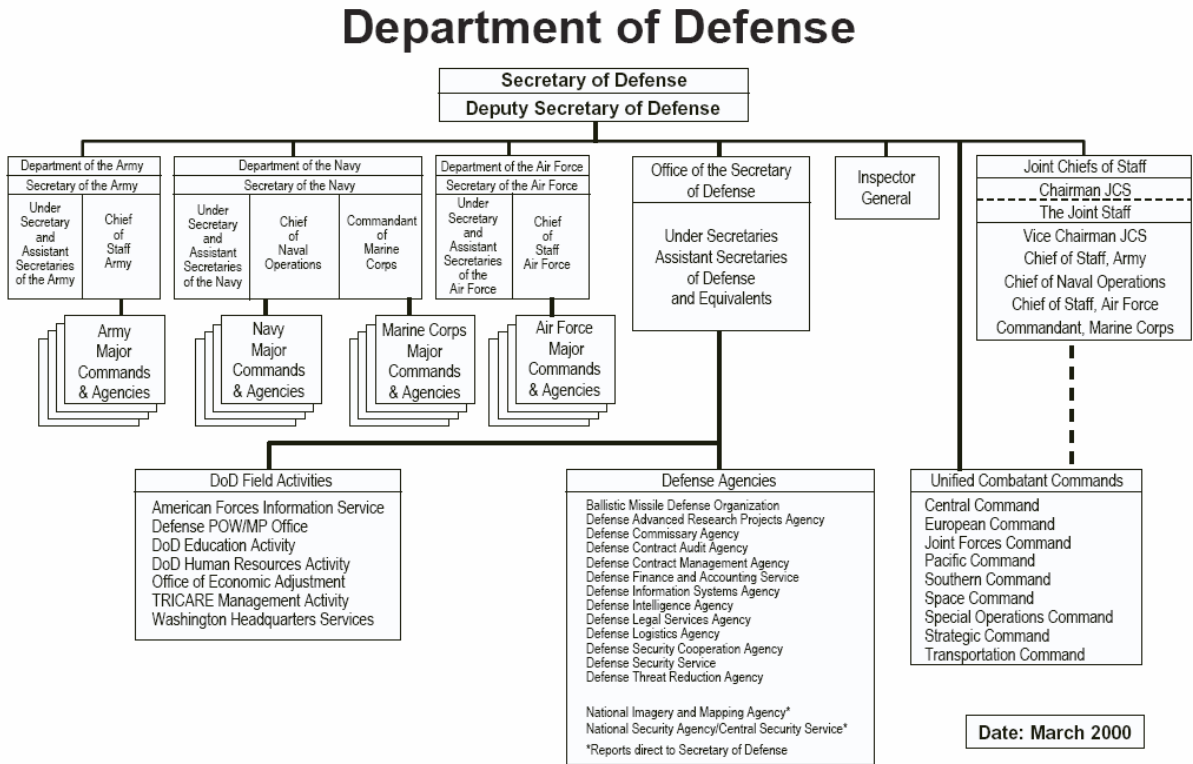 Department of Defense
Secretary of Defense
Deputy Secretary of Defense
Department of the Army
Secretary of the Army
Under
Secretary
and
Assistant
Secretaries
of the Army
Chief
of
Staff
Army
Army
Major
Commands
& Agencies
Department of the Navy
Secretary of the Navy
Under
Secretary
and
Assistant
Secretaries
of the Navy
Chief
of
Naval
Operations
Commandant
of
Marine
Corps
Navy
Major
Commands
& Agencies
Marine Corps
Major
Commands
& Agencies
Department of the Air Force
Secretary of the Air Force
Under
Secretary
and
Assistant
Secretaries
of the
Air Force
Chief
of
Staff
Air Force
Air Force
Major
Commands
& Agencies
Office of the Secretary
of Defense
Under Secretaries
Assistant Secretaries
of Defense
and Equivalents
Inspector
General
Joint Chiefs of Staff
Chairman JCS
The Joint Staff
Vice Chairman JCS
Chief of Staff, Army
Chief of Naval Operations
Chief of Staff, Air Force
Commandant, Marine Corps
DoD Field Activities
American Forces Information Service
Defense POW/MP Office
DoD Education Activity
DoD Human Resources Activity
Office of Economic Adjustment
TRICARE Management Activity
Washington Headquarters Services
Defense Agencies
Ballistic Missile Defense Organization
Defense Advanced Research Projects Agency
Defense Commissary Agency
Defense Contract Audit Agency
Defense Contract Management Agency
Defense Finance and Accounting Service
Defense Information Systems Agency
Defense Intelligence Agency
Defense Legal Services Agency
Defense Logistics Agency
Defense Security Cooperation Agency
Defense Security Service
Defense Threat Reduction Agency
National Imagery and Mapping Agency*
National Security Agency/Central Security Service*
*Reports direct to Secretary of Defense
Unified Combatant Commands
Central Command
European Command
Joint Forces Command
Pacific Command
Southern Command
Space Command
Special Operations Command
Strategic Command
Transportation Command
Date: March 2000